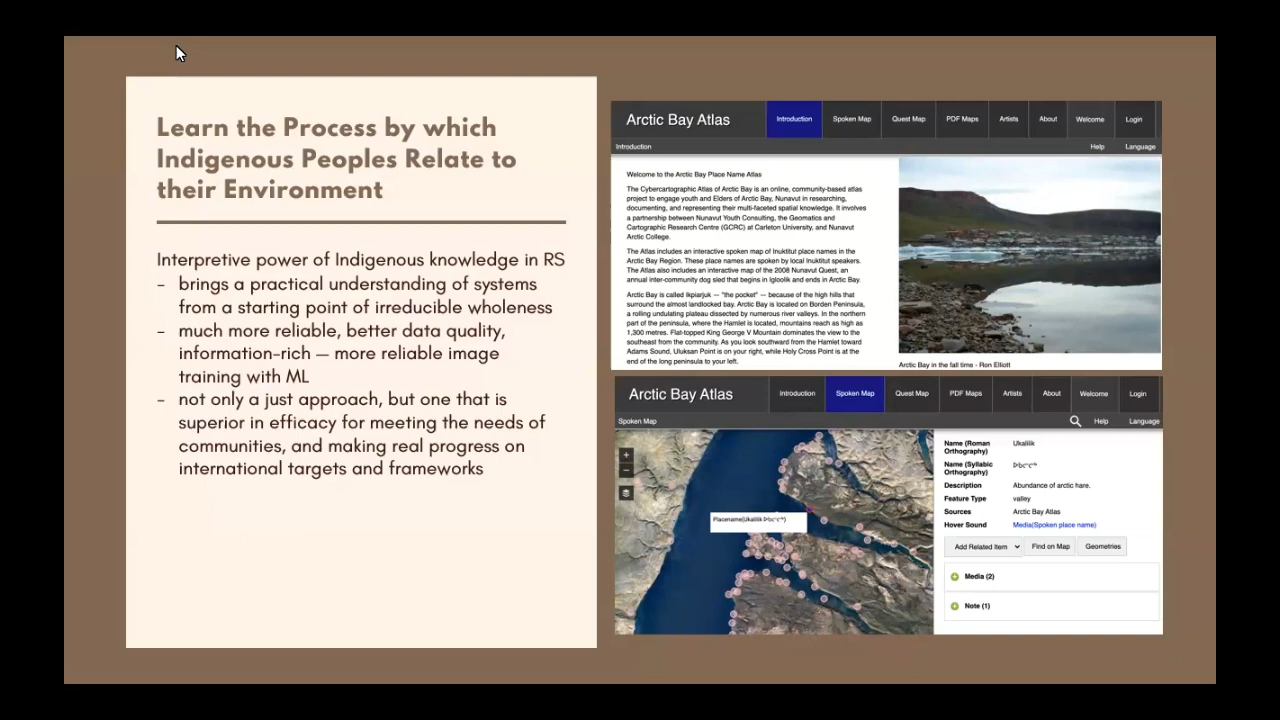 Learn the Process by which
Indigenous Peoples Relate to
their Environment
Interpretive power of Indigenous knowledge in RS
- brings a practical understanding of systems
from a starting point of irreducible wholeness
- much more reliable, better data quality,
information-rich — more reliable image
training with ML
- not only a just approach, but one that is
superior in efficacy for meeting the needs of
communities, and making real progress on
international targets and frameworks
Arctic Bay Atlas Introduction Spoken Map Quest Map PDF Maps Artists About Welcome Login
Introduction Help Language
Welcome to the Arctic Bay Place Name Atlas
The Cybercartographic Atlas of Arctic Bay is an online, community-based atlas
project to engage youth and Elders of Arctic Bay, Nunavut in researching,
documenting, and representing their multi-faceted spatial knowledge. It involves
a partnership between Nunavut Youth Consulting, the Geomatics and
Cartographic Research Centre (GCRC) at Carleton University, and Nunavut
Arctic College.
The Atlas includes an interactive spoken map of Inuktitut place names in the
Arctic Bay Region. These place names are spoken by local Inuktitut speakers.
The Atlas also includes an interactive map of the 2008 Nunavut Quest, an
annual inter-community dog sled that begins in Igloolik and ends in Arctic Bay.
Arctic Bay is called Ikpiarjuk — "the pocket" — because of the high hills that
surround the almost landlocked bay. Arctic Bay is located on Borden Peninsula,
a rolling undulating plateau dissected by numerous river valleys. In the northern
part of the peninsula, where the Hamlet is located, mountains reach as high as
1,300 metres. Flat-topped King George V Mountain dominates the view to the
southeast from the community. As you look southward from the Hamlet toward
Adams Sound, Uluksan Point is on your right, while Holy Cross Point is at the
end of the long peninsula to your left.
Arctic Bay in the fall time - Ron Elliott
Arctic Bay Atlas Introduction Spoken Map Quest Map PDF Maps Artists About Welcome Login
Spoken Map Help Language
Placename(Ukalilik
Name (Roman Orthography) Ukalilik
Name (Syllabic Orthography)
Description Abundance of arctic hare.
Feature Type valley
Sources Arctic Bay Atlas
Hover Sound Media(Spoken place name)
Add Related Item Find on Map Geometries
Media (2)
Note (1)